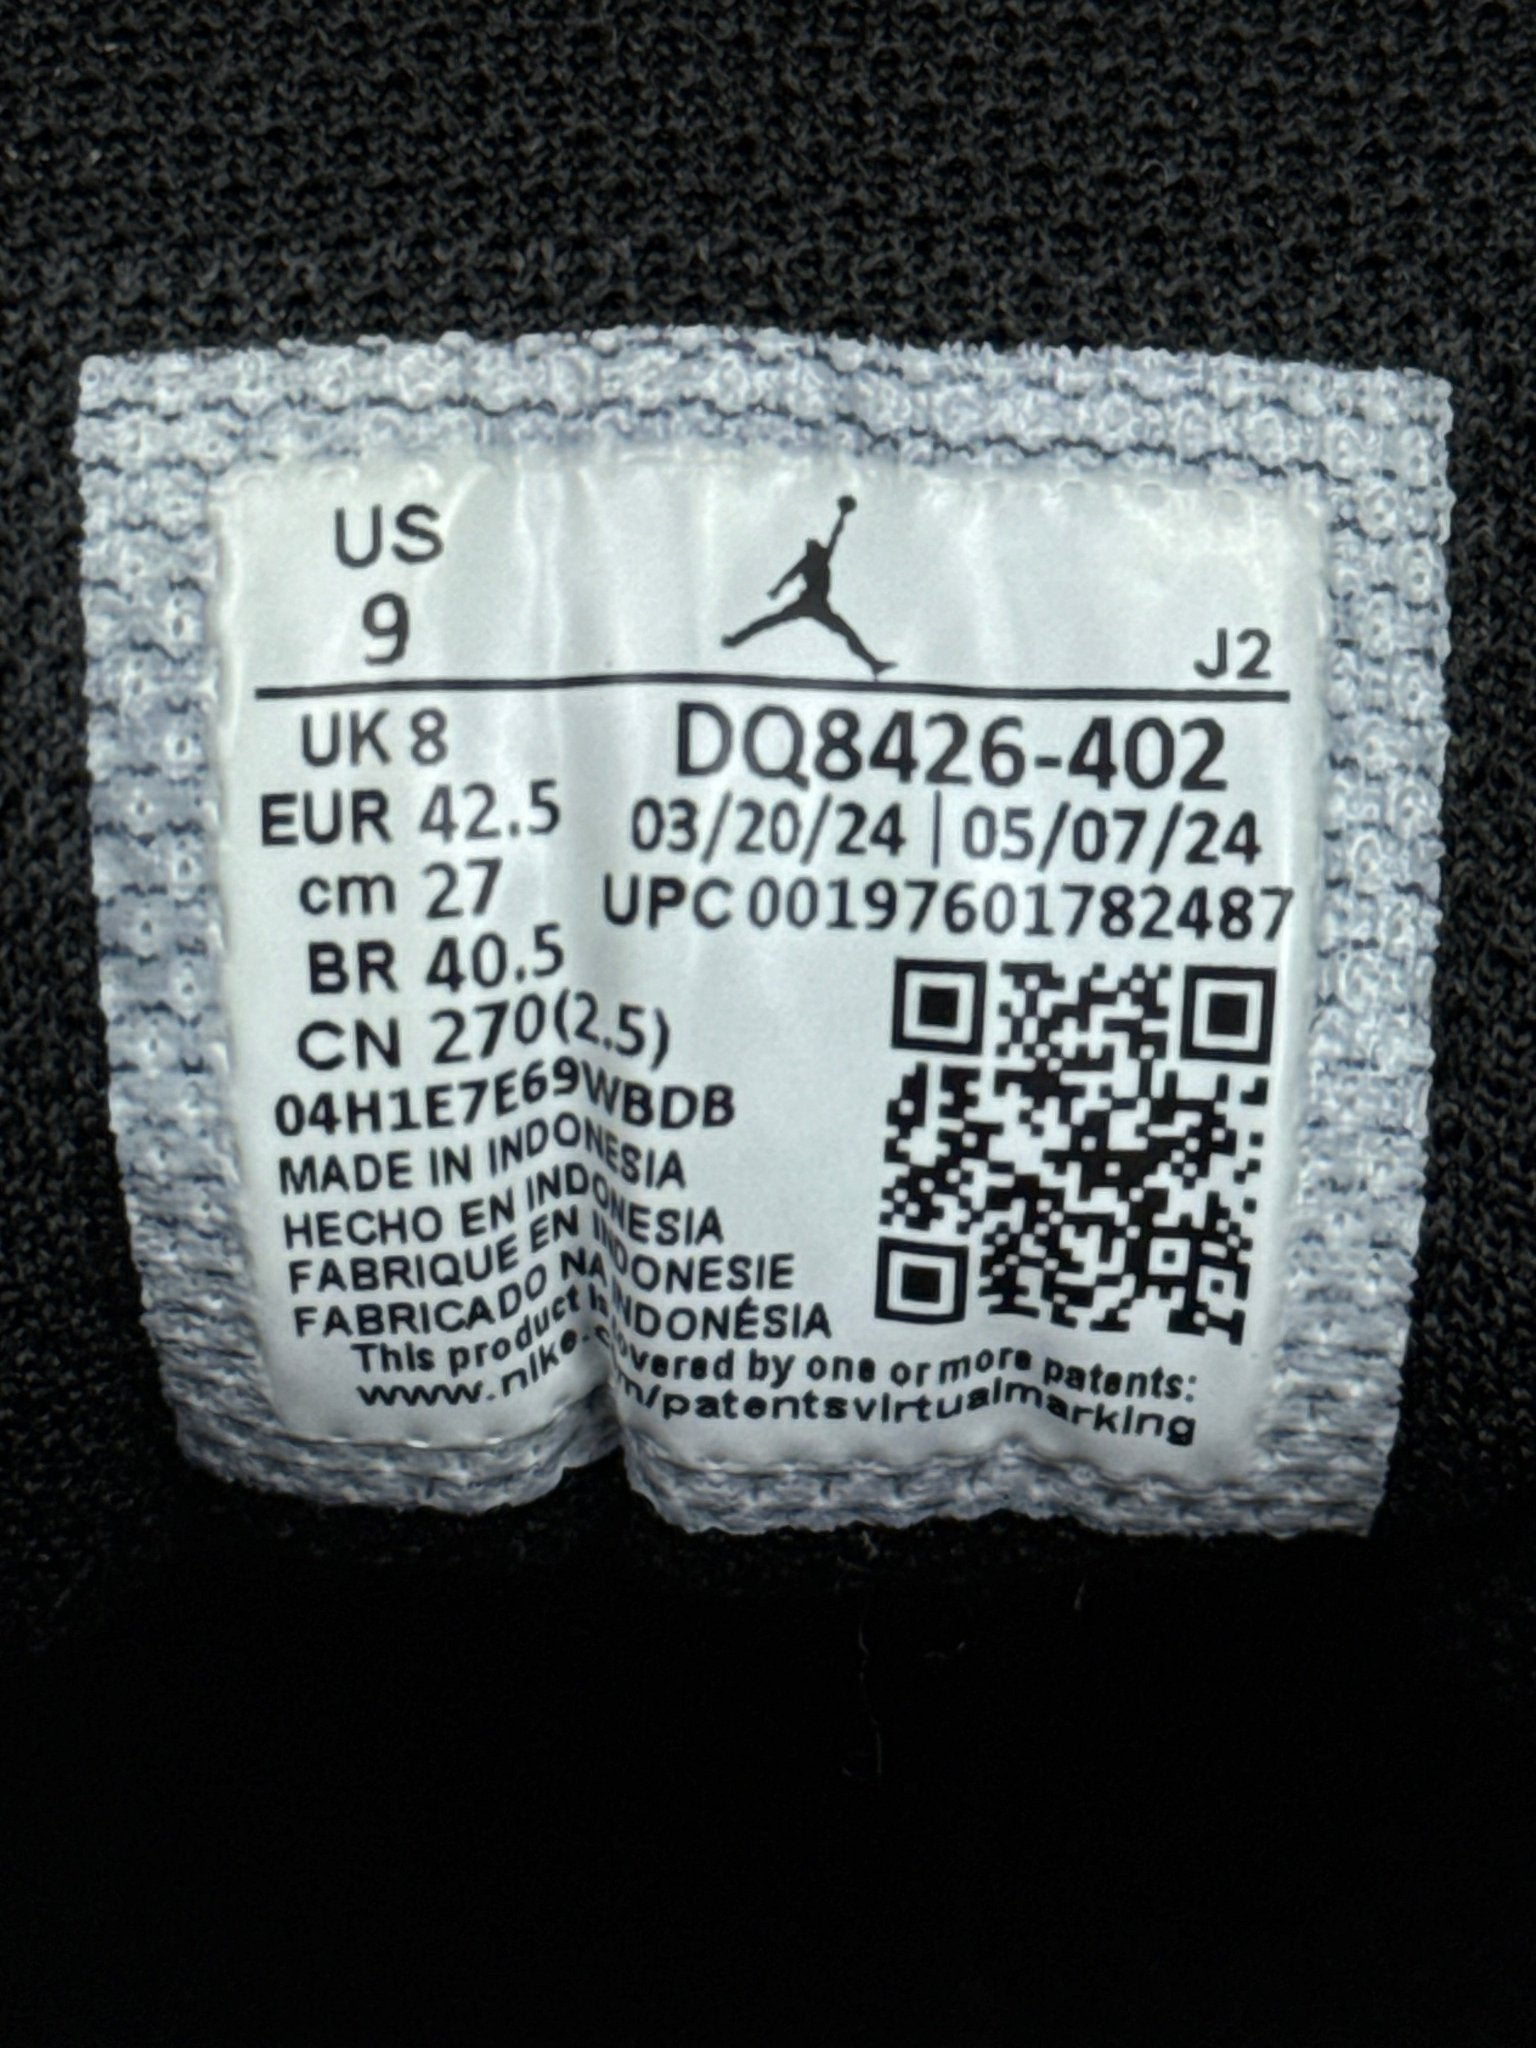 US
9
J2
UK 8
EUR 42.5
cm 27
BR 40.5
CN 270(2.5)
DQ8426-402
03/20/24 | 05/07/24
UPC 00197601782487
04H1E7E69WBDB
MADE IN INDONESIA
HECHO EN INDONESIA
FABRIQUE EN INDONESIE
FABRICADO NA INDONÉSIA
This product is covered by one or more patents:
www.nike.com/patentsvirtualmarking